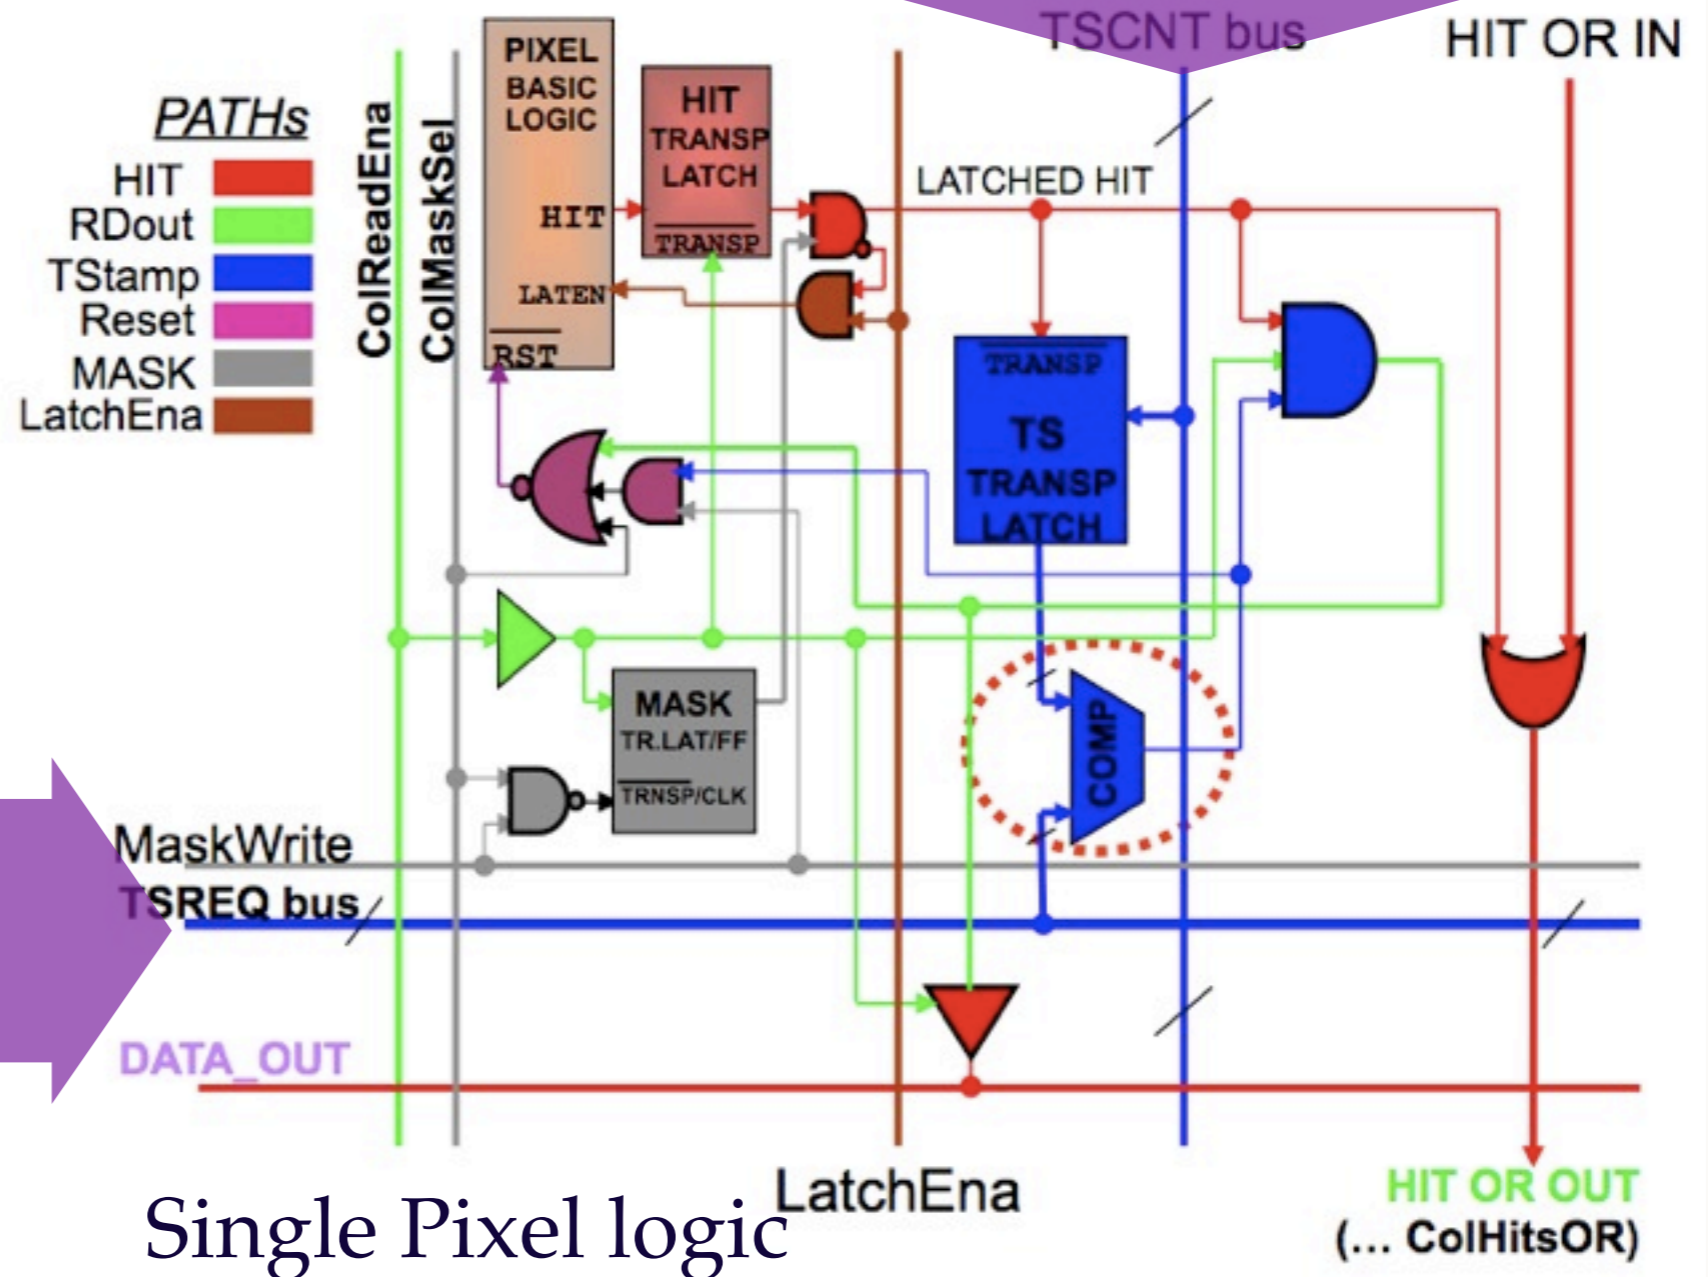 TSCNT bus
HIT OR IN
PATHs
HIT
RDout
TStamp
Reset
MASK
LatchEna
ColReadEna
ColMaskSel
PIXEL
BASIC
LOGIC
HIT
LATEN
RST
HIT
TRANSP
LATCH
TRANSP
LATCHED HIT
TRANSP
TS
TRANSP
LATCH
MASK
TR.LAT/FF
TRNSP/CLK
COMP
MaskWrite
TSREQ bus
DATA_OUT
LatchEna
HIT OR OUT
(... ColHitsOR)
Single Pixel logic